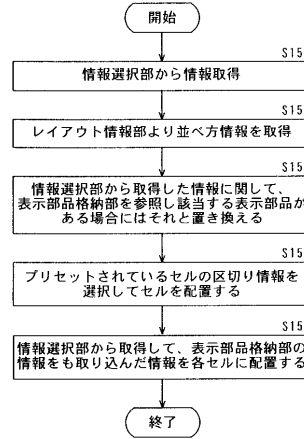 開始
S15
情報選択部から情報取得
S15
レイアウト情報部より並べ方情報を取得
S15
情報選択部から取得した情報に関して、
表示部品格納部を参照し該当する表示部品が
ある場合にはそれと置き換える
S15
プリセットされているセルの区切り情報を
選択してセルを配置する
S15
情報選択部から取得して、表示部品格納部の
情報をも取り込んだ情報を各セルに配置する
終了